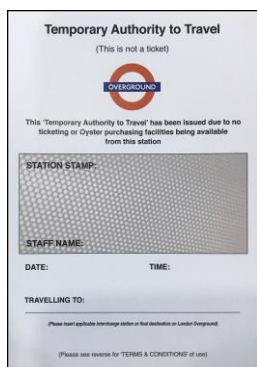 Temporary Authority to Travel
(This is not a ticket)
OVERGROUND
This 'Temporary Authority to Travel' has been issued due to no
ticketing or Oyster purchasing facilities being available
from this station
STATION STAMP:
STAFF NAME:
DATE: TIME:
TRAVELLING TO:
(Please insert applicable interchange station or final destination on London Overground)
(Please see reverse for 'TERMS & CONDITIONS' of use)